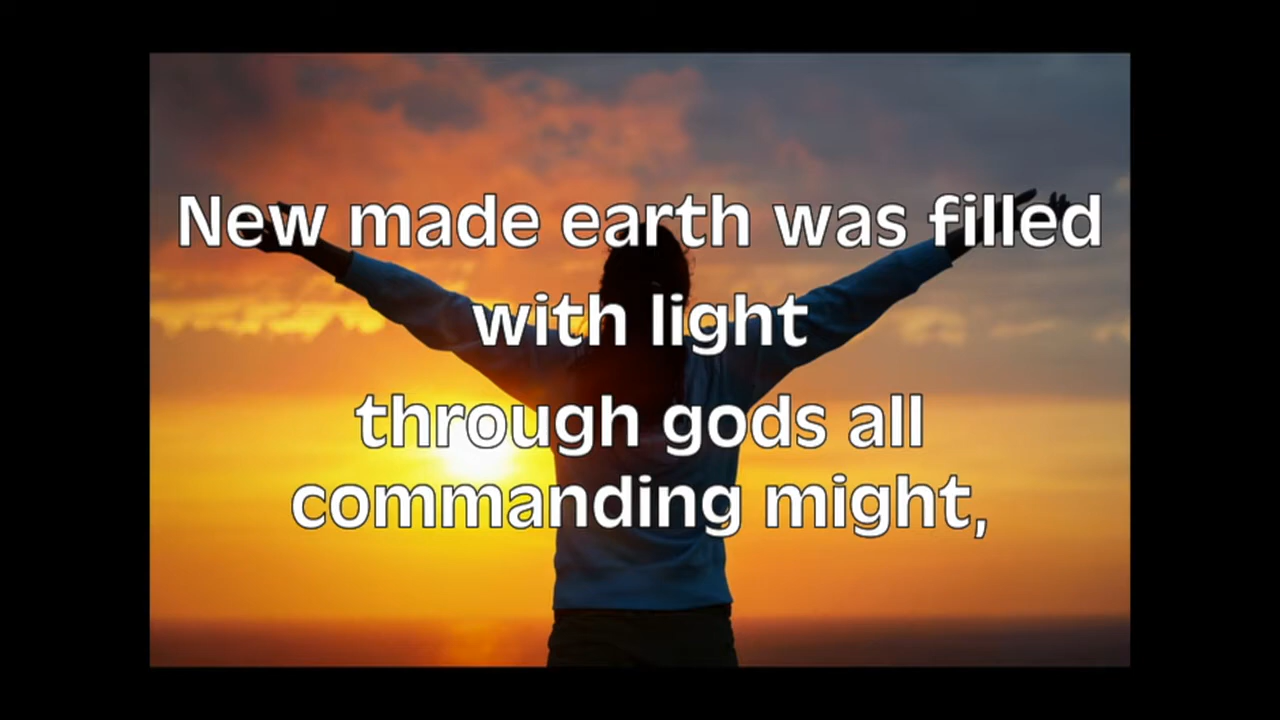 New made earth was filled
with light
through gods all
commanding might,